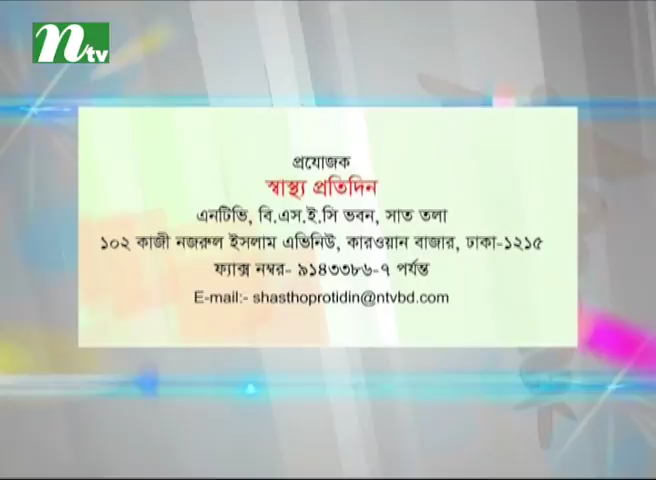 ntv
প্রযোজক
স্বাস্থ্য প্রতিদিন
এনটিভি, বি.এস.ই.সি ভবন, সাত তলা
১০২ কাজী নজরুল ইসলাম এভিনিউ, কারওয়ান বাজার, ঢাকা-১২১৫
ফ্যাক্স নম্বর- ৯১৪৩৩৮৬-৭ পর্যন্ত
E-mail:- shasthoprotidin@ntvbd.com